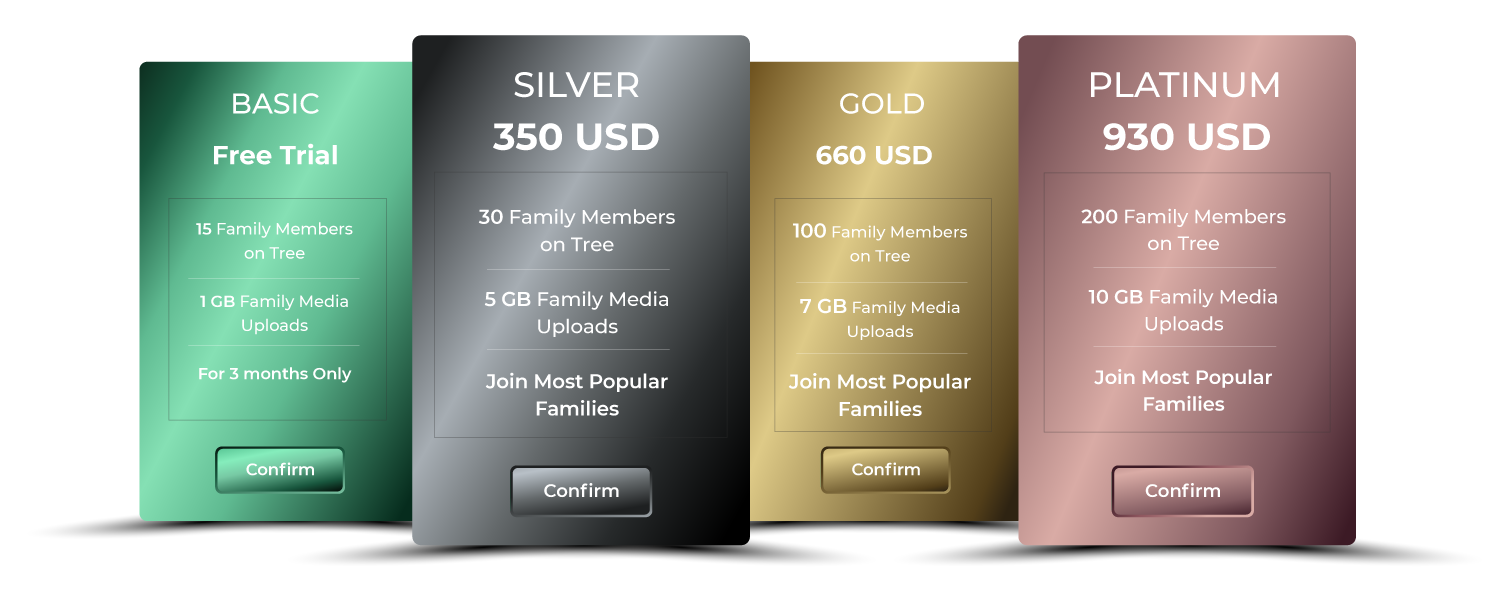 BASIC
Free Trial
15 Family Members
on Tree
1 GB Family Media
Uploads
For 3 months Only
Confirm
SILVER
350 USD
30 Family Members
on Tree
5 GB Family Media
Uploads
Join Most Popular
Families
Confirm
GOLD
660 USD
100 Family Members
on Tree
7 GB Family Media
Uploads
Join Most Popular
Families
Confirm
PLATINUM
930 USD
200 Family Members
on Tree
10 GB Family Media
Uploads
Join Most Popular
Families
Confirm